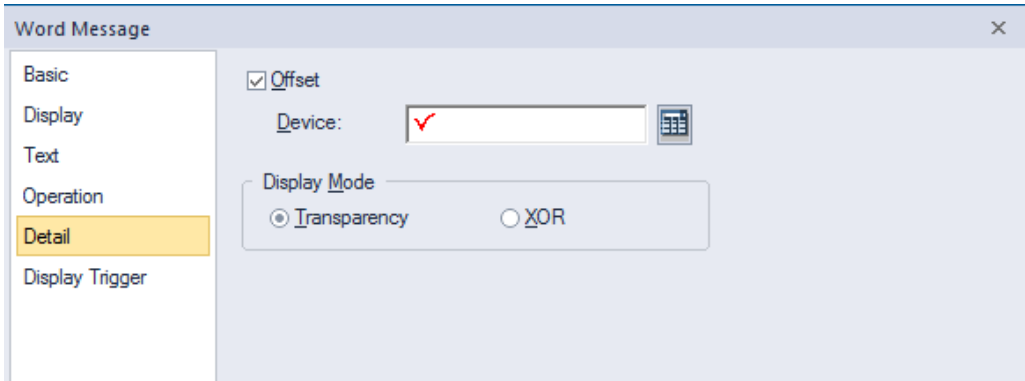 Word Message
Basic
Display
Text
Operation
Detail
Display Trigger
Offset
Device:
Display Mode
Transparency
XOR